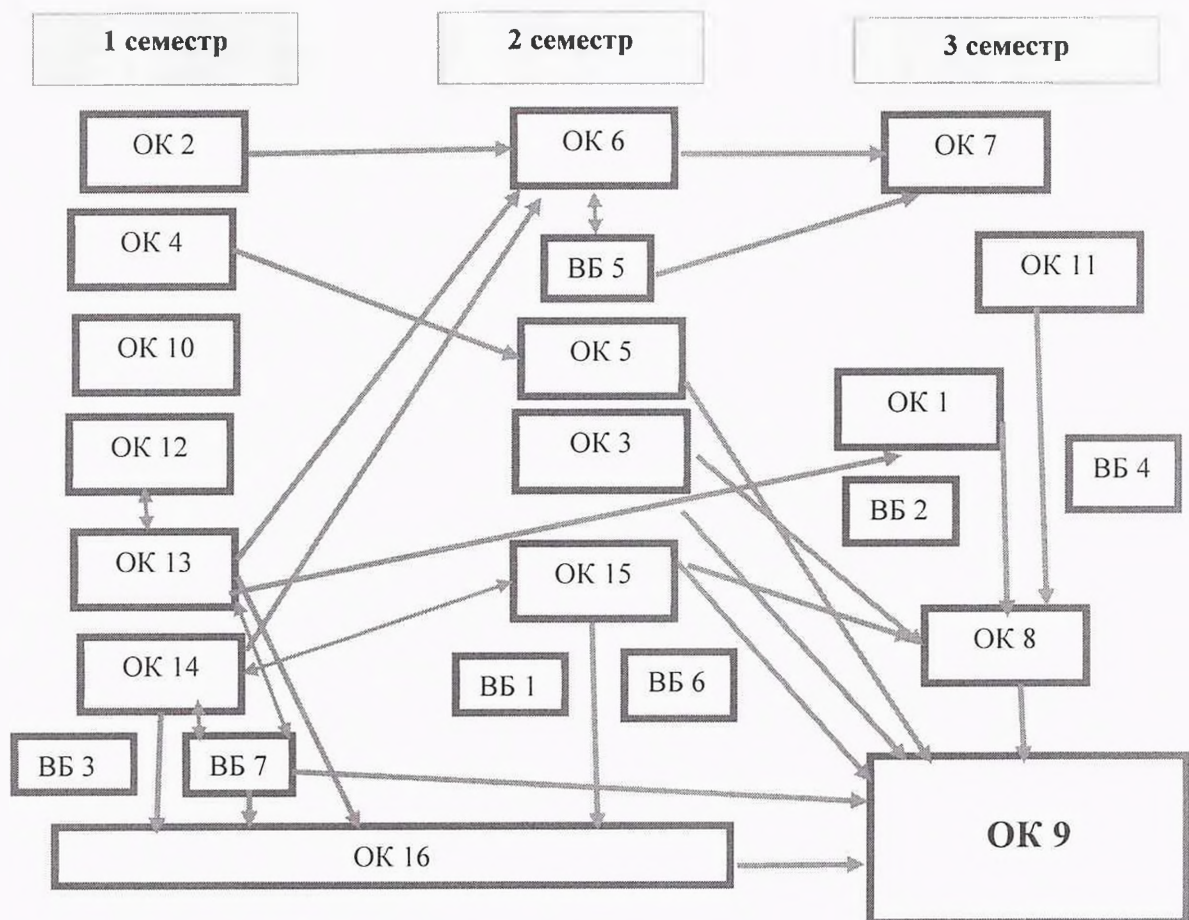 1 семестр
2 семестр
3 семестр
ОК 2
ОК 6
ОК 7
ОК 4
ВБ 5
ОК 11
ОК 10
ОК 5
ОК 1
ОК 12
ОК 3
ВБ 4
ВБ 2
ОК 13
ОК 15
ОК 8
ОК 14
ВБ 1
ВБ 6
ВБ 3
ВБ 7
ОК 9
ОК 16